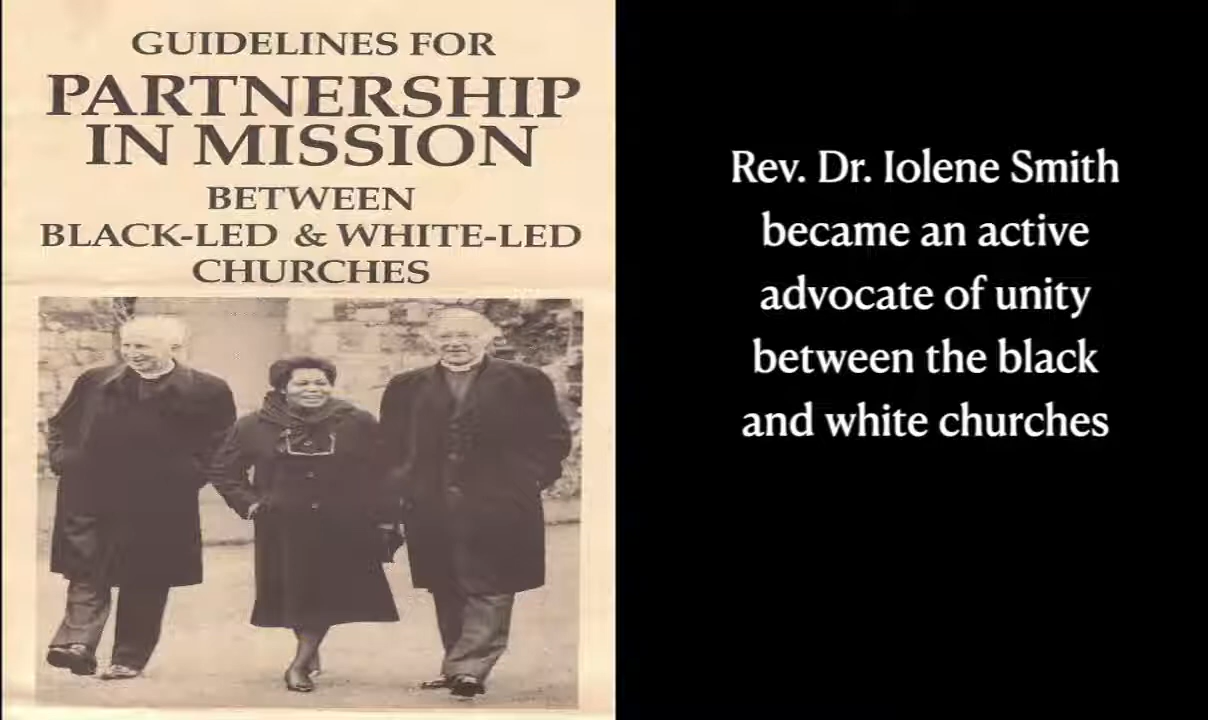 GUIDELINES FOR
PARTNERSHIP
IN MISSION
BETWEEN
BLACK-LED & WHITE-LED
CHURCHES
Rev. Dr. Iolene Smith
became an active
advocate of unity
between the black
and white churches